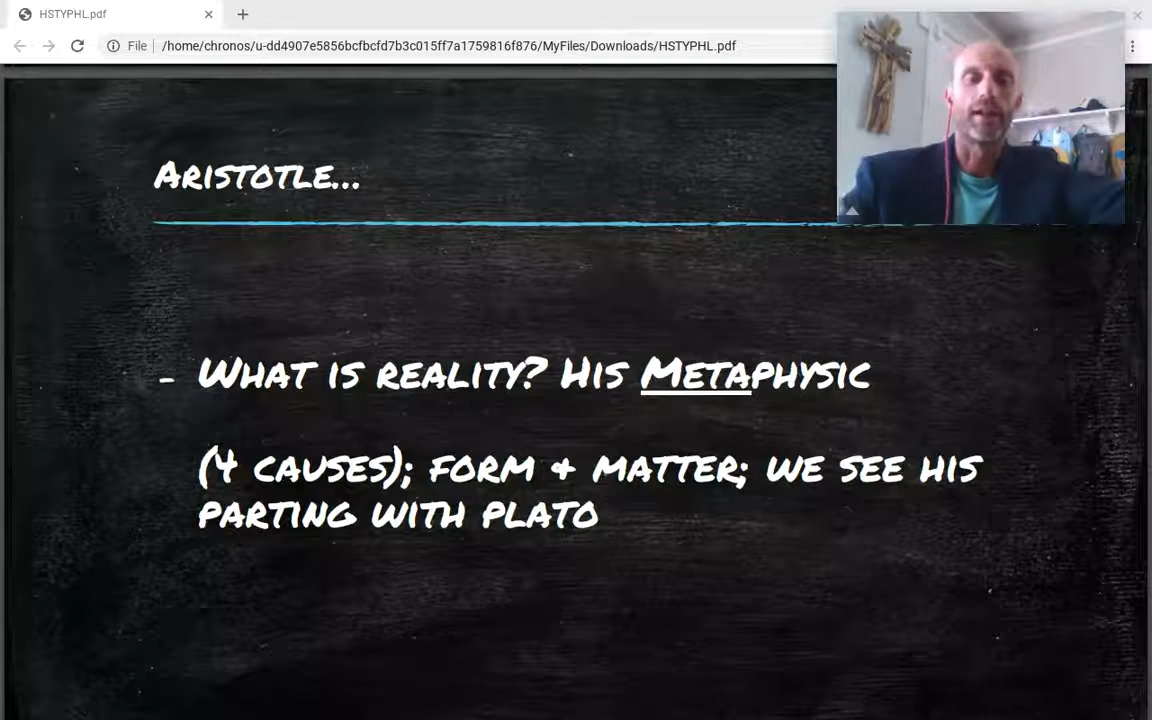 HSTYPHL.pdf
File
/home/chronos/u-dd4907e5856bcfbcfd7b3c015ff7a1759816f876/MyFiles/Downloads/HSTYPHL.pdf
Aristotle...
- What is reality? His Metaphysic
(4 causes); form & matter; we see his
parting with Plato